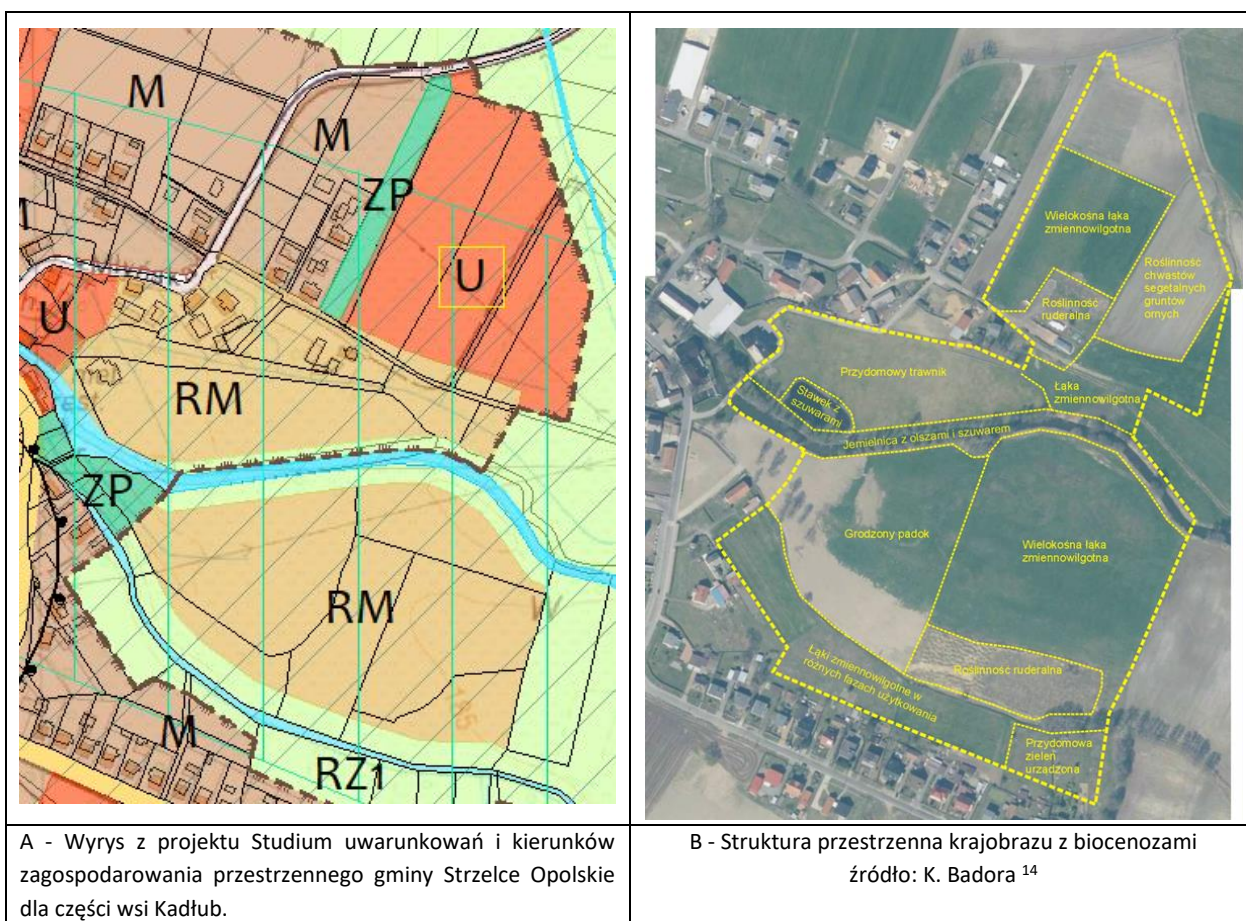 M
M
ZP
U
U
RM
ZP
RM
M
RZ1
Wielokośna łąka
zmiennowilgotna
Roślinność
chwastów
segetalnych
gruntów
ornych
Roślinność
ruderalna
Przydomowy trawnik
Łąka
zmiennowilgotna
Stawek z
szuwarami
Jemielnica z olszami i szuwarem
Grodzony padok
Wielokośna łąka
zmiennowilgotna
Roślinność ruderalna
Łąki zmiennowilgotne w
różnych fazach użytkowania
Przydomowa
zieleń
urządzona
A - Wyrys z projektu Studium uwarunkowań i kierunków
zagospodarowania przestrzennego gminy Strzelce Opolskie
dla części wsi Kadłub.
B - Struktura przestrzenna krajobrazu z biocenozami
źródło: K. Badora 14